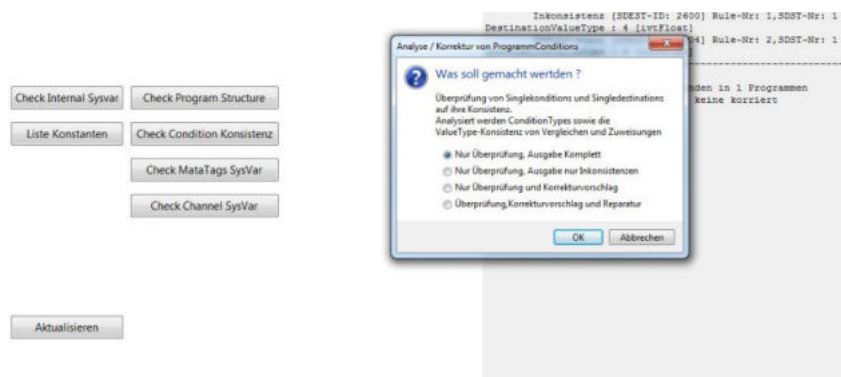 Inkonsistenz [SDEST-ID: 2600] Rule-Nr: 1,SDST-Nr: 1
DestinationValueType : 4 [ivtFloat]
04] Rule-Nr: 2,SDST-Nr: 1
Analyse / Korrektur von ProgrammConditions
Was soll gemacht wertden ?
Überprüfung von Singlekonditions und Singledestinations
auf ihre Konsistenz.
Analysiert werden ConditionTypes sowie die
ValueType-Konsistenz von Vergleichen und Zuweisungen
Nur Überprüfung, Ausgabe Komplett
Nur Überprüfung, Ausgabe nur Inkonsistenzen
Nur Überprüfung und Korrekturvorschlag
Überprüfung,Korrekturvorschlag und Reparatur
OK Abbrechen
nden in 1 Programmen
keine korriert
Check Internal Sysvar Check Program Structure
Liste Konstanten Check Condition Konsistenz
Check MataTags SysVar
Check Channel SysVar
Aktualisieren